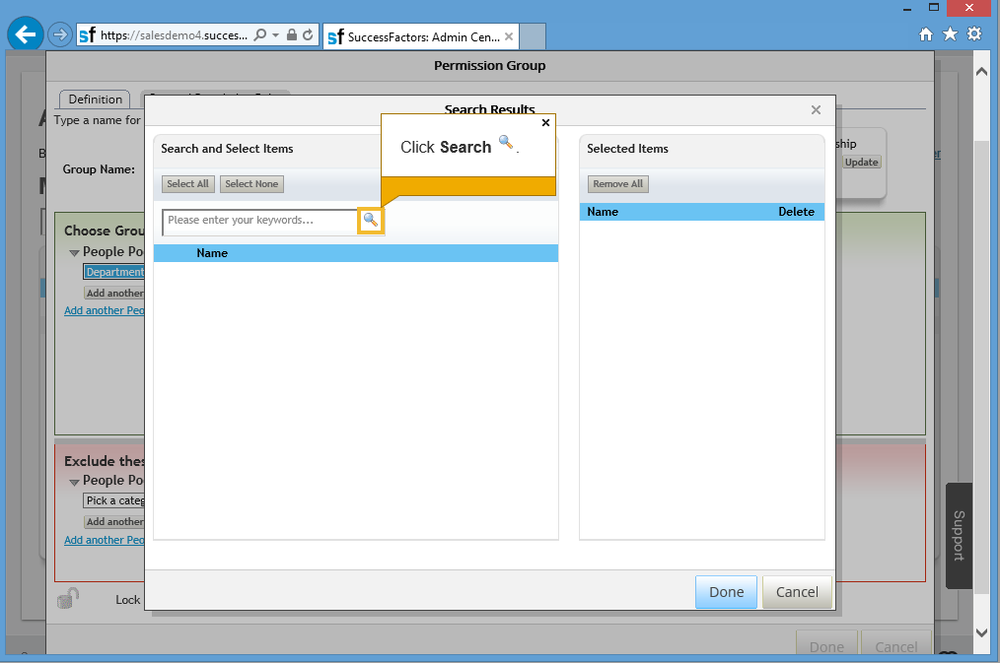 https://salesdemo4.succes...
SuccessFactors: Admin Cen...
Permission Group
Definition
Type a name for
Group Name:
ship
Update
Choose Grou
People Po
Department
Add another
Add another Peo
Exclude thes
People Po
Pick a categ
Add another
Add another Peo
Lock
Search Results
Search and Select Items
Select All
Select None
Please enter your keywords...
Name
Click Search .
Selected Items
Remove All
Name Delete
Done Cancel
Support
Done Cancel